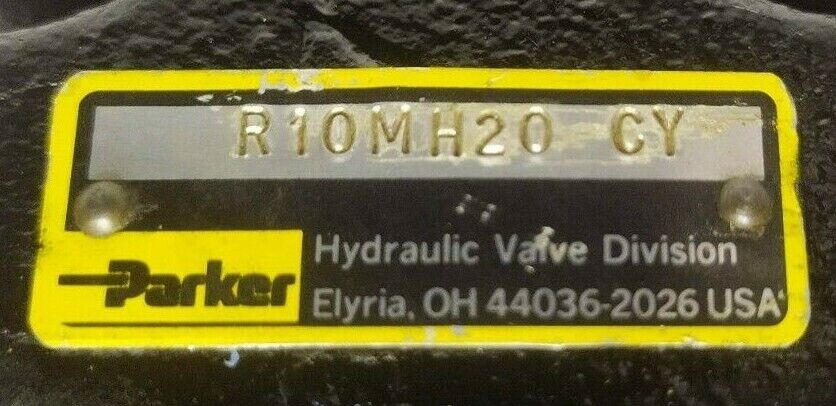 R10MH20 CY
Hydraulic Valve Division
Parker
Elyria, OH 44036-2026 USA